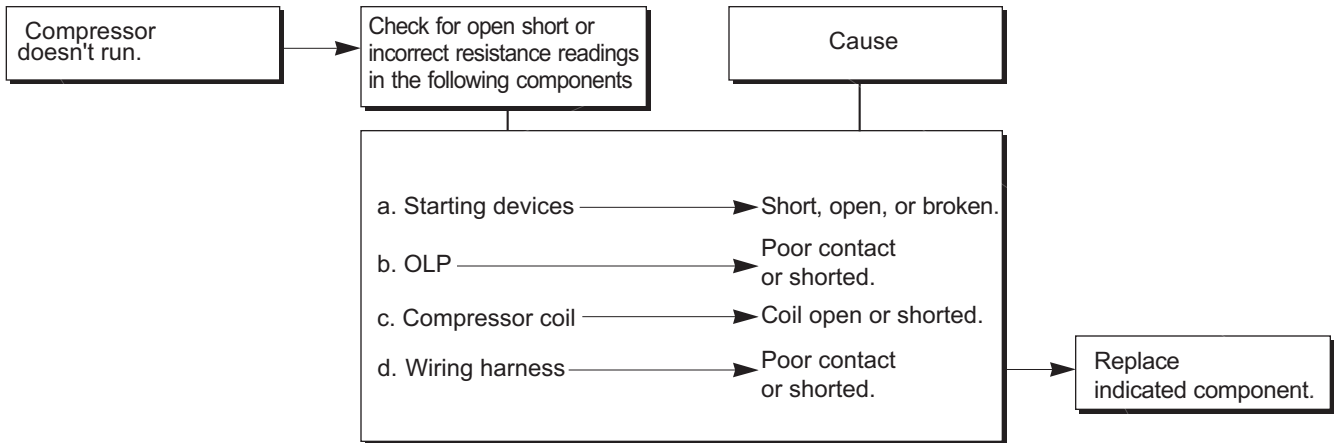 Compressor
doesn't run.
Check for open short or
incorrect resistance readings
in the following components
Cause
a. Starting devices
Short, open, or broken.
b. OLP
Poor contact
or shorted.
c. Compressor coil
Coil open or shorted.
d. Wiring harness
Poor contact
or shorted.
Replace
indicated component.